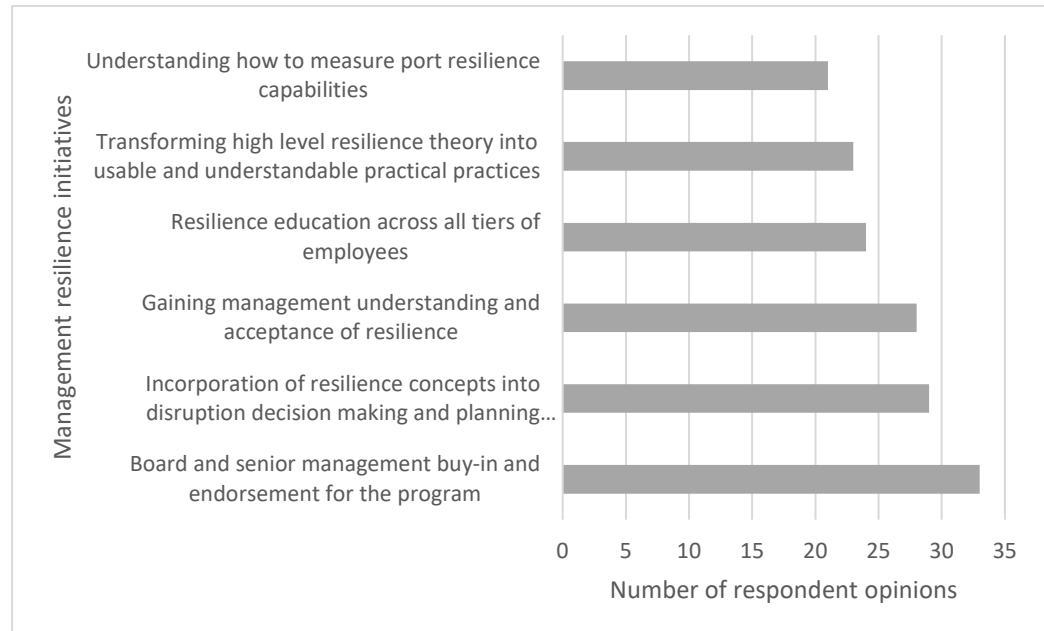 Management resilience initiatives
Understanding how to measure port resilience
capabilities
Transforming high level resilience theory into
usable and understandable practical practices
Resilience education across all tiers of
employees
Gaining management understanding and
acceptance of resilience
Incorporation of resilience concepts into
disruption decision making and planning…
Board and senior management buy-in and
endorsement for the program
0 5 10 15 20 25 30 35
Number of respondent opinions